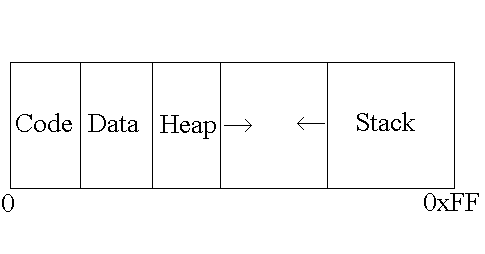 Code Data Heap Stack
0 0xFF